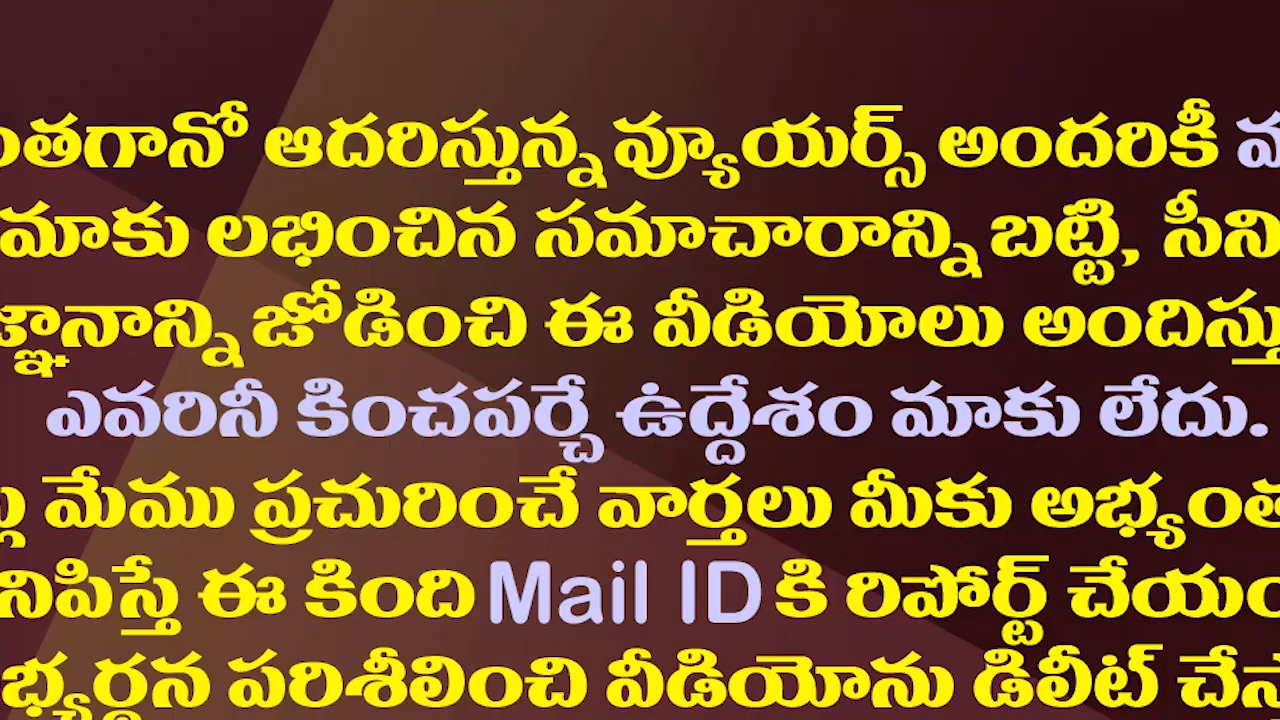 ంతగానో ఆదరిస్తున్న వ్యూయర్స్ అందరికీ
మాకు లభించిన సమాచారాన్ని బట్టి, సీని
జ్ఞానాన్ని జోడించి ఈ వీడియోలు అందిస్తు
ఎవరినీ కించపర్చే ఉద్దేశం మాకు లేదు.
మేము ప్రచురించే వార్తలు మీకు అభ్యంత
నిపిస్తే ఈ కింది Mail ID కి రిపోర్ట్ చేయం
భ్యర్థన పరిశీలించి వీడియోను డిలీట్ చేస